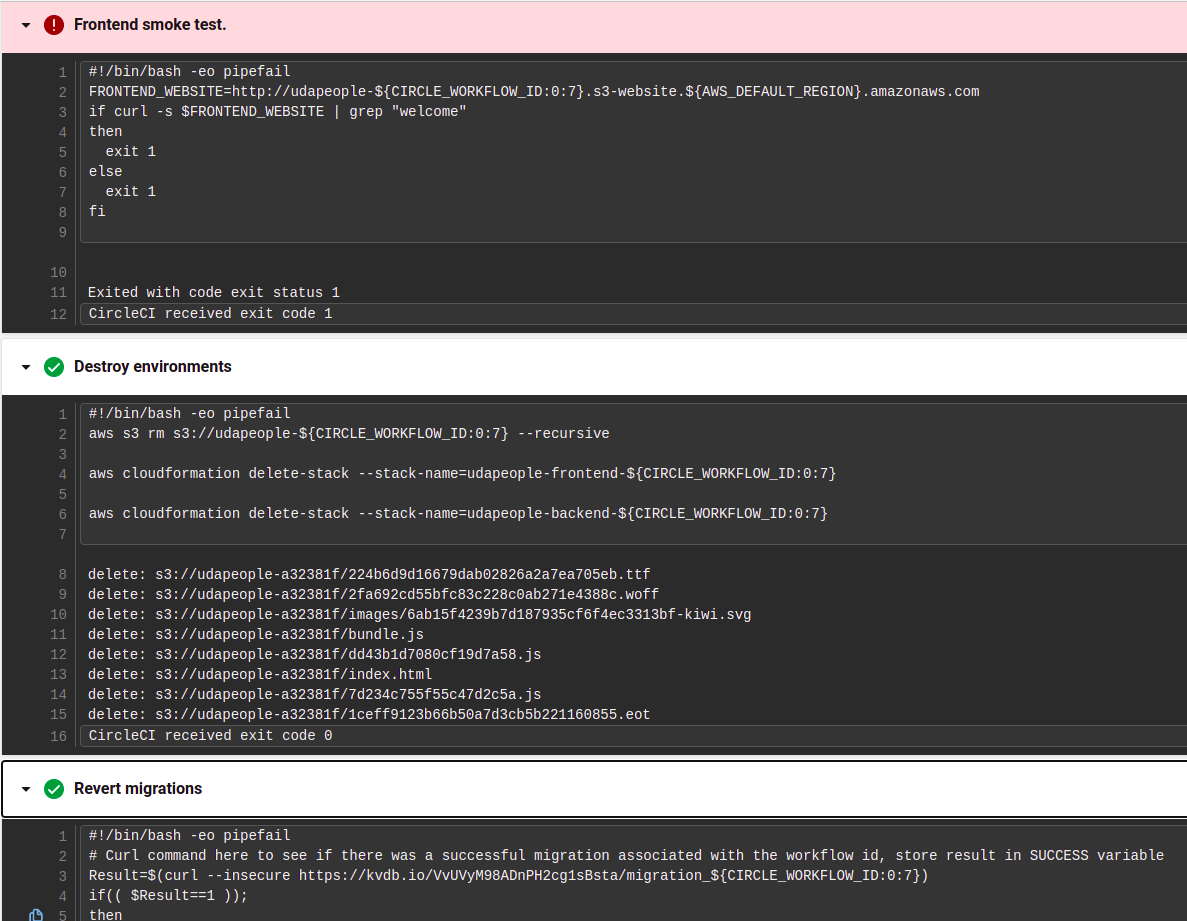 Frontend smoke test.
1 #!/bin/bash -eo pipefail
2 FRONTEND_WEBSITE=http://udapeople-${CIRCLE_WORKFLOW_ID:0:7}.s3-website.${AWS_DEFAULT_REGION}.amazonaws.com
3 if curl -s $FRONTEND_WEBSITE | grep "welcome"
4 then
5   exit 1
6 else
7   exit 1
8 fi
9
10
11 Exited with code exit status 1
12 CircleCI received exit code 1
Destroy environments
1 #!/bin/bash -eo pipefail
2 aws s3 rm s3://udapeople-${CIRCLE_WORKFLOW_ID:0:7} --recursive
3
4 aws cloudformation delete-stack --stack-name=udapeople-frontend-${CIRCLE_WORKFLOW_ID:0:7}
5
6 aws cloudformation delete-stack --stack-name=udapeople-backend-${CIRCLE_WORKFLOW_ID:0:7}
7
8 delete: s3://udapeople-a32381f/224b6d9d16679dab02826a2a7ea705eb.ttf
9 delete: s3://udapeople-a32381f/2fa692cd55bfc83c228c0ab271e4388c.woff
10 delete: s3://udapeople-a32381f/images/6ab15f4239b7d187935cf6f4ec3313bf-kiwi.svg
11 delete: s3://udapeople-a32381f/bundle.js
12 delete: s3://udapeople-a32381f/dd43b1d7080cf19d7a58.js
13 delete: s3://udapeople-a32381f/index.html
14 delete: s3://udapeople-a32381f/7d234c755f55c47d2c5a.js
15 delete: s3://udapeople-a32381f/1ceff9123b66b50a7d3cb5b221160855.eot
16 CircleCI received exit code 0
Revert migrations
1 #!/bin/bash -eo pipefail
2 # Curl command here to see if there was a successful migration associated with the workflow id, store result in SUCCESS variable
3 Result=$(curl --insecure https://kvdb.io/VvUVyM98ADnPH2cg1sBsta/migration_${CIRCLE_WORKFLOW_ID:0:7})
4 if(( $Result==1 ));
5 then